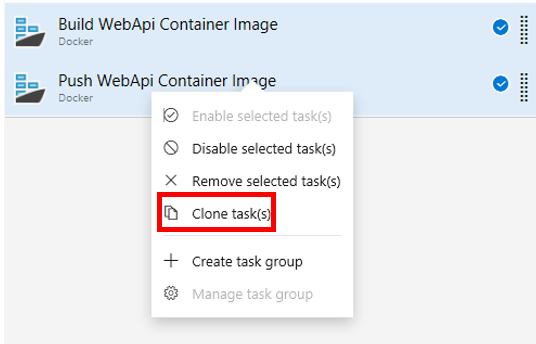 Build WebApi Container Image
Docker
Push WebApi Container Image
Docker
Enable selected task(s)
Disable selected task(s)
Remove selected task(s)
Clone task(s)
Create task group
Manage task group